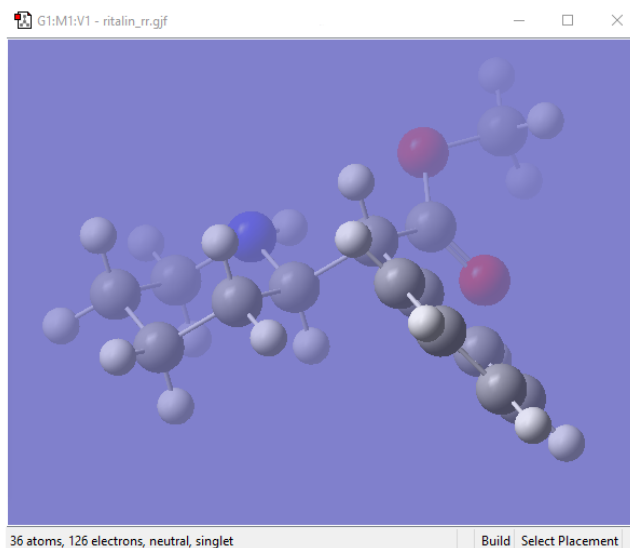 G1:M1:V1 - ritalin_rr.gjf
36 atoms, 126 electrons, neutral, singlet Build Select Placement